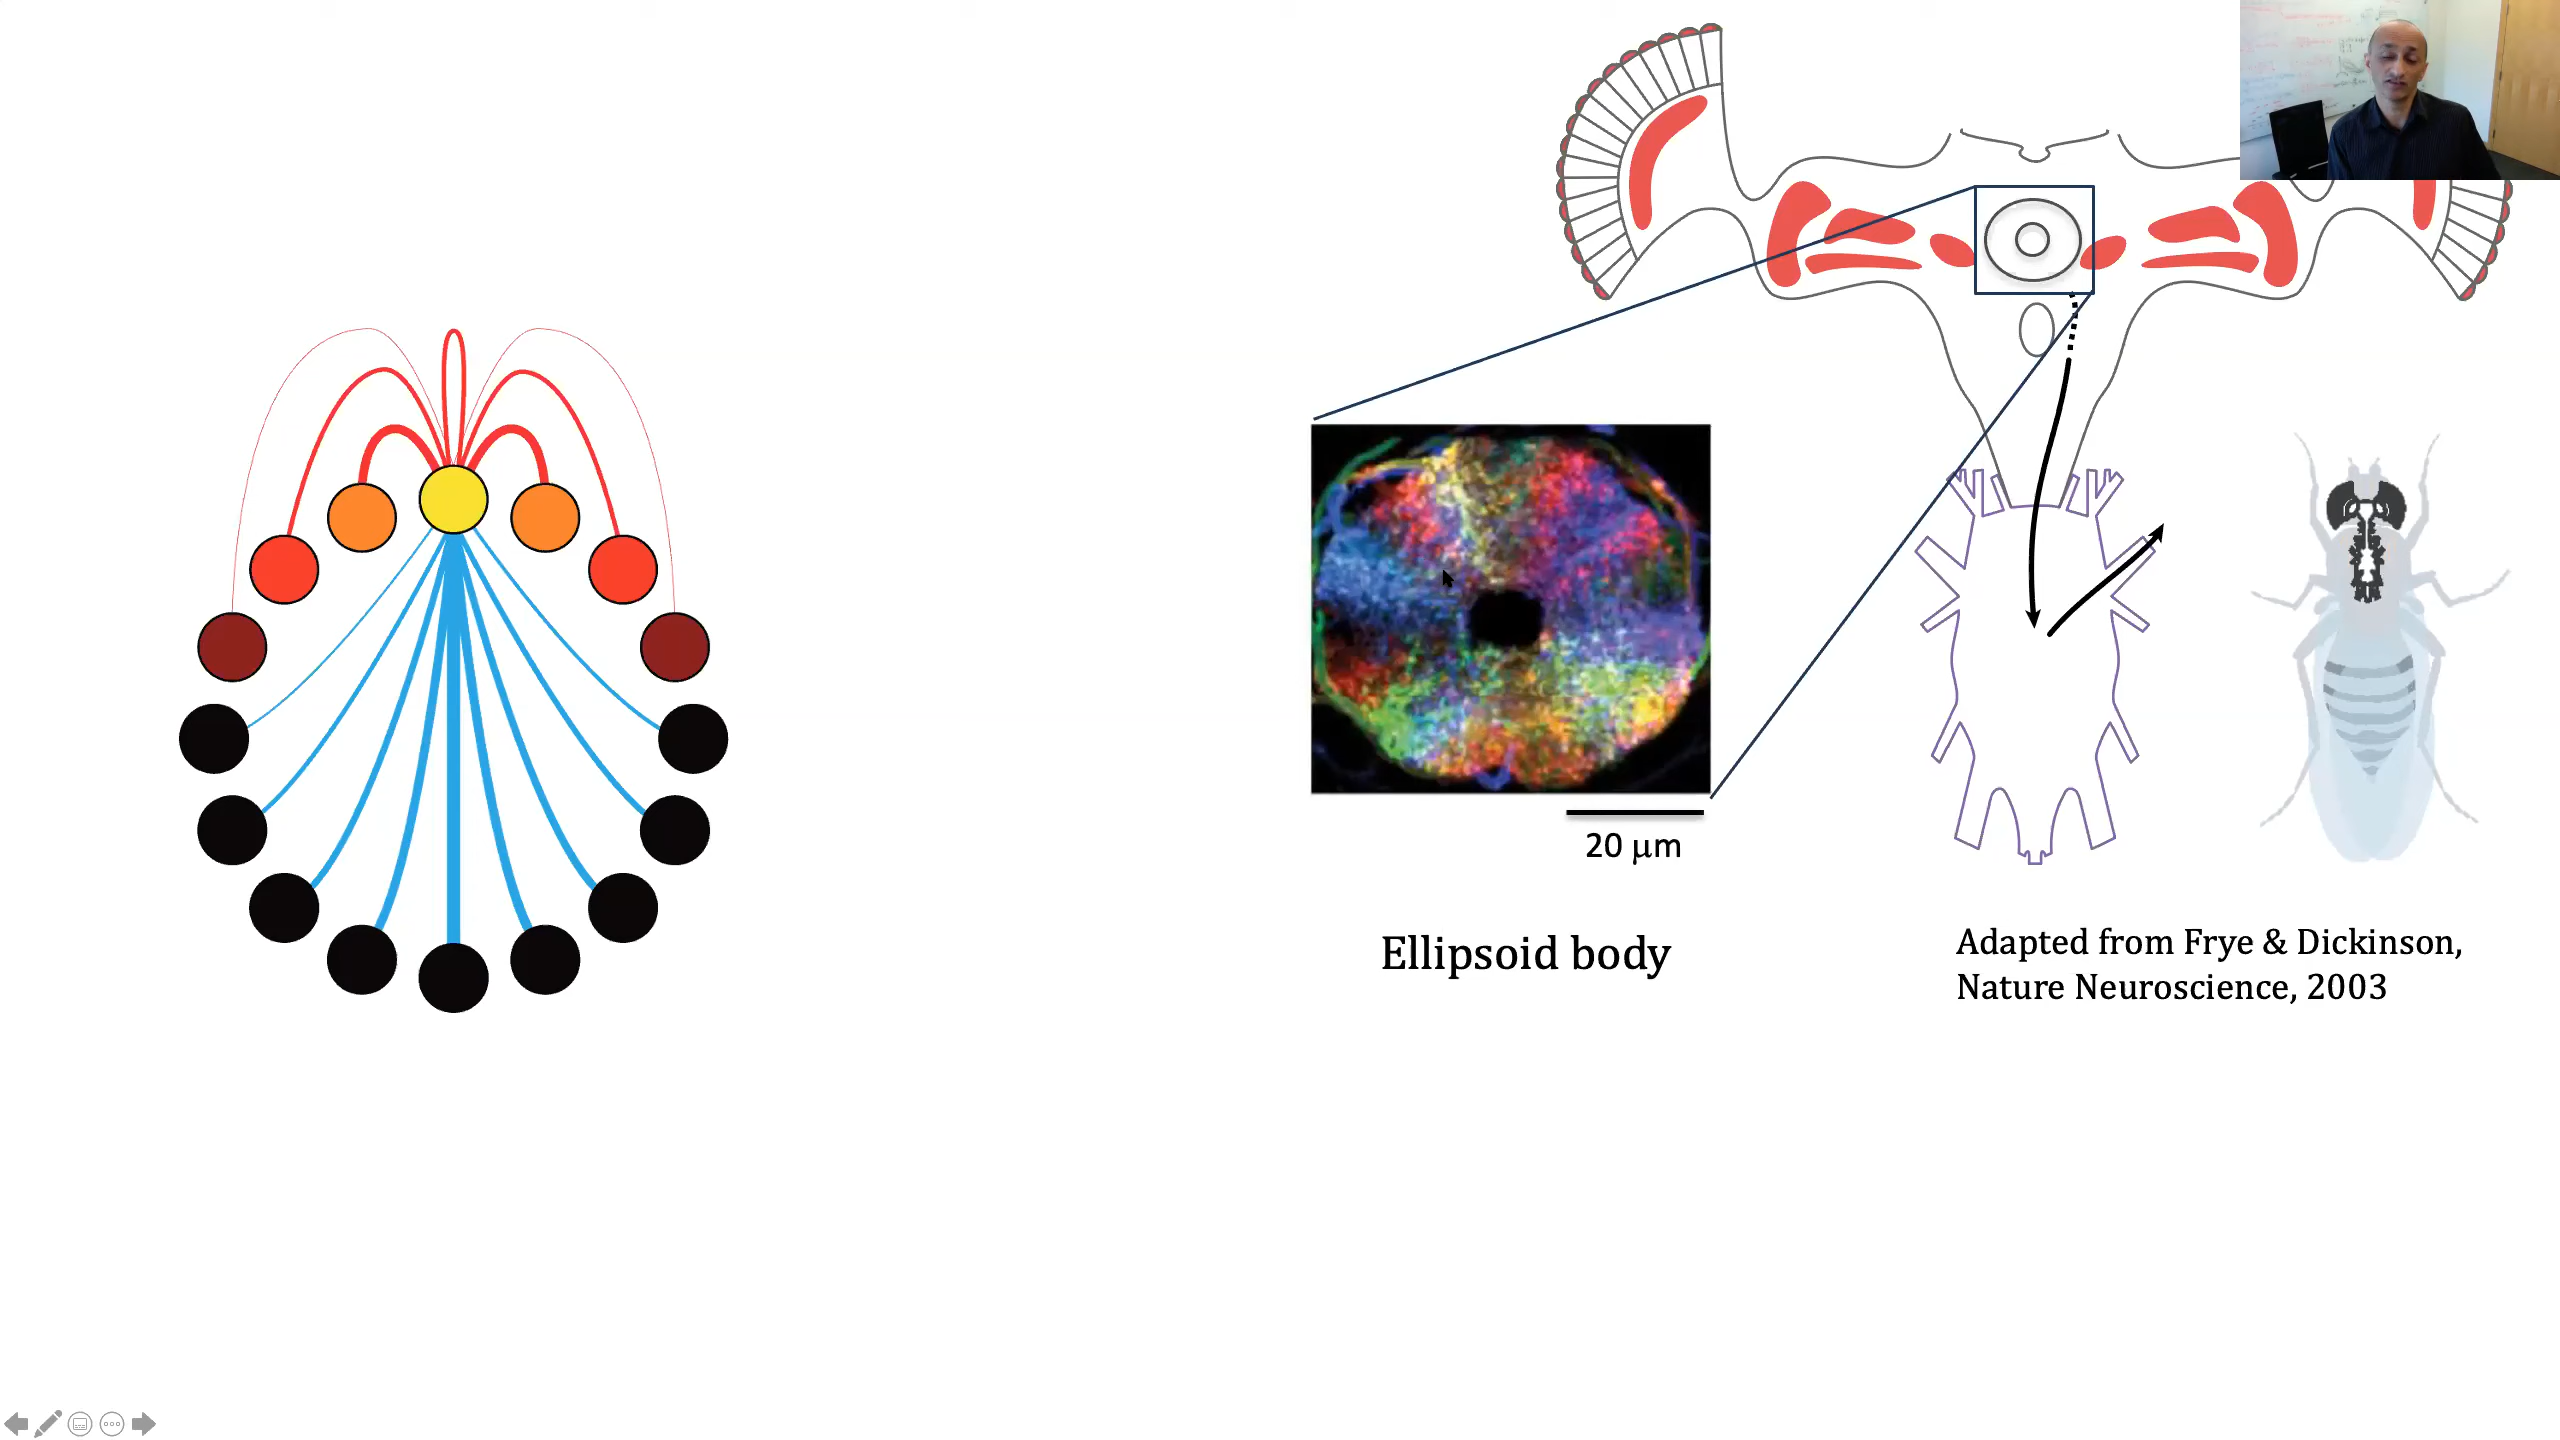 20 μm
Ellipsoid body
Adapted from Frye & Dickinson,
Nature Neuroscience, 2003